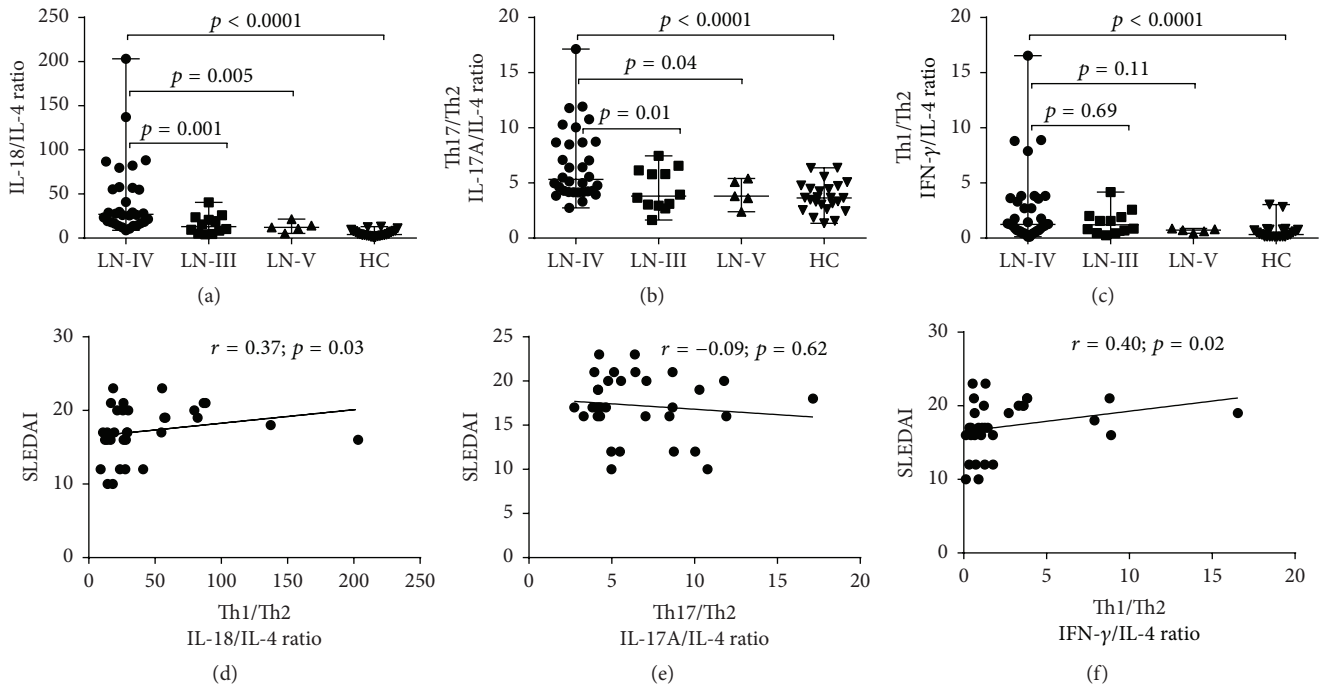 p < 0.0001
p = 0.005
p = 0.001
IL-18/IL-4 ratio
250
200
150
100
50
0
LN-IV LN-III LN-V HC
(a)
p < 0.0001
p = 0.04
p = 0.01
Th17/Th2
IL-17A/IL-4 ratio
20
15
10
5
0
LN-IV LN-III LN-V HC
(b)
p < 0.0001
p = 0.11
p = 0.69
Th1/Th2
IFN-γ/IL-4 ratio
20
15
10
5
0
LN-IV LN-III LN-V HC
(c)
r = 0.37; p = 0.03
SLEDAI
30
20
10
0
0 50 100 150 200 250
Th1/Th2
IL-18/IL-4 ratio
(d)
r = −0.09; p = 0.62
SLEDAI
25
20
15
10
5
0
0 5 10 15 20
Th17/Th2
IL-17A/IL-4 ratio
(e)
r = 0.40; p = 0.02
SLEDAI
30
20
10
0
0 5 10 15 20
Th1/Th2
IFN-γ/IL-4 ratio
(f)